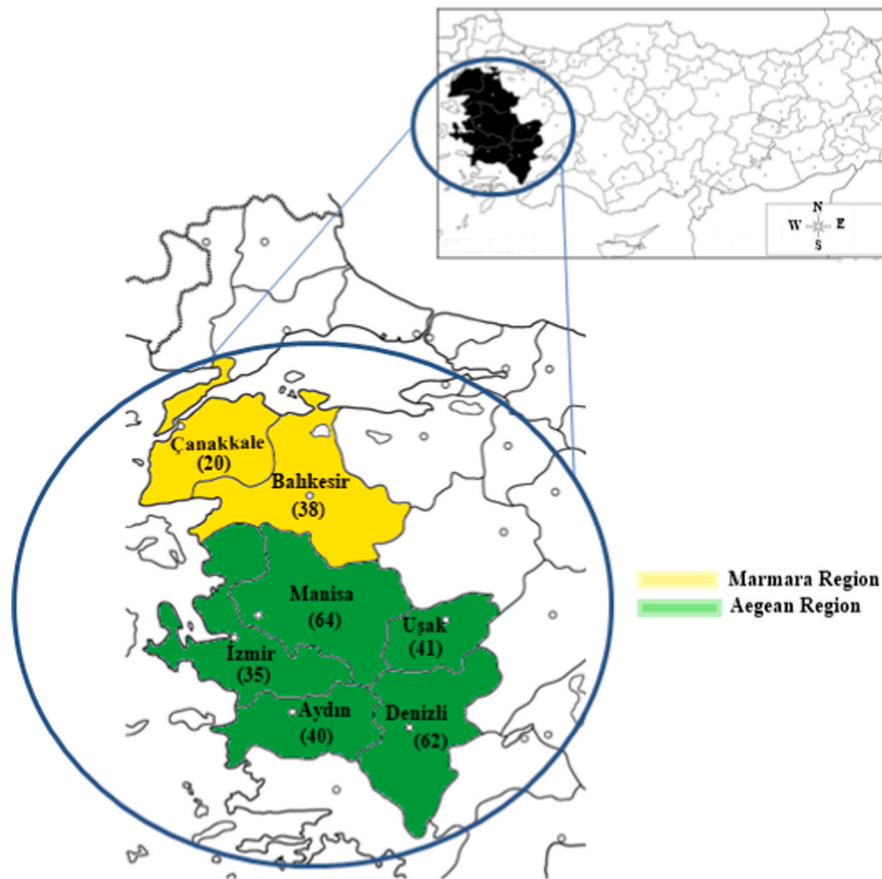 N
W E
S
Çanakkale
(20)
Balıkesir
(38)
Manisa
(64)
Uşak
(41)
İzmir
(35)
Aydın
(40)
Denizli
(62)
Marmara Region
Aegean Region